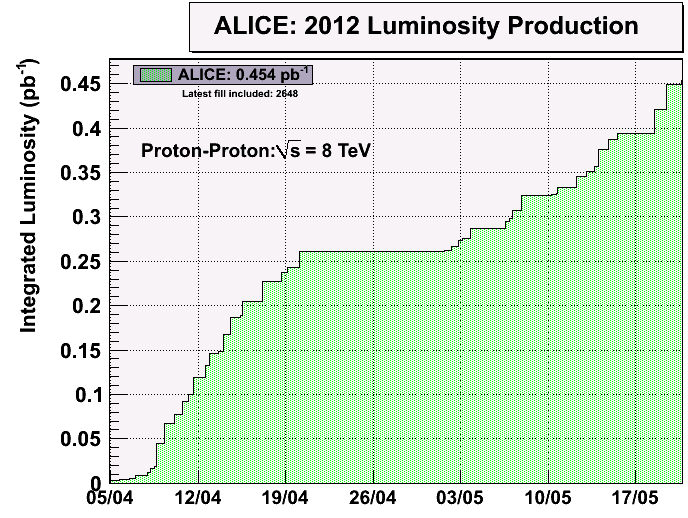 ALICE: 2012 Luminosity Production
ALICE: 0.454 pb⁻¹
Latest fill included: 2648
Proton-Proton:√s = 8 TeV
Integrated Luminosity (pb⁻¹)
0.45
0.4
0.35
0.3
0.25
0.2
0.15
0.1
0.05
0
05/04 12/04 19/04 26/04 03/05 10/05 17/05